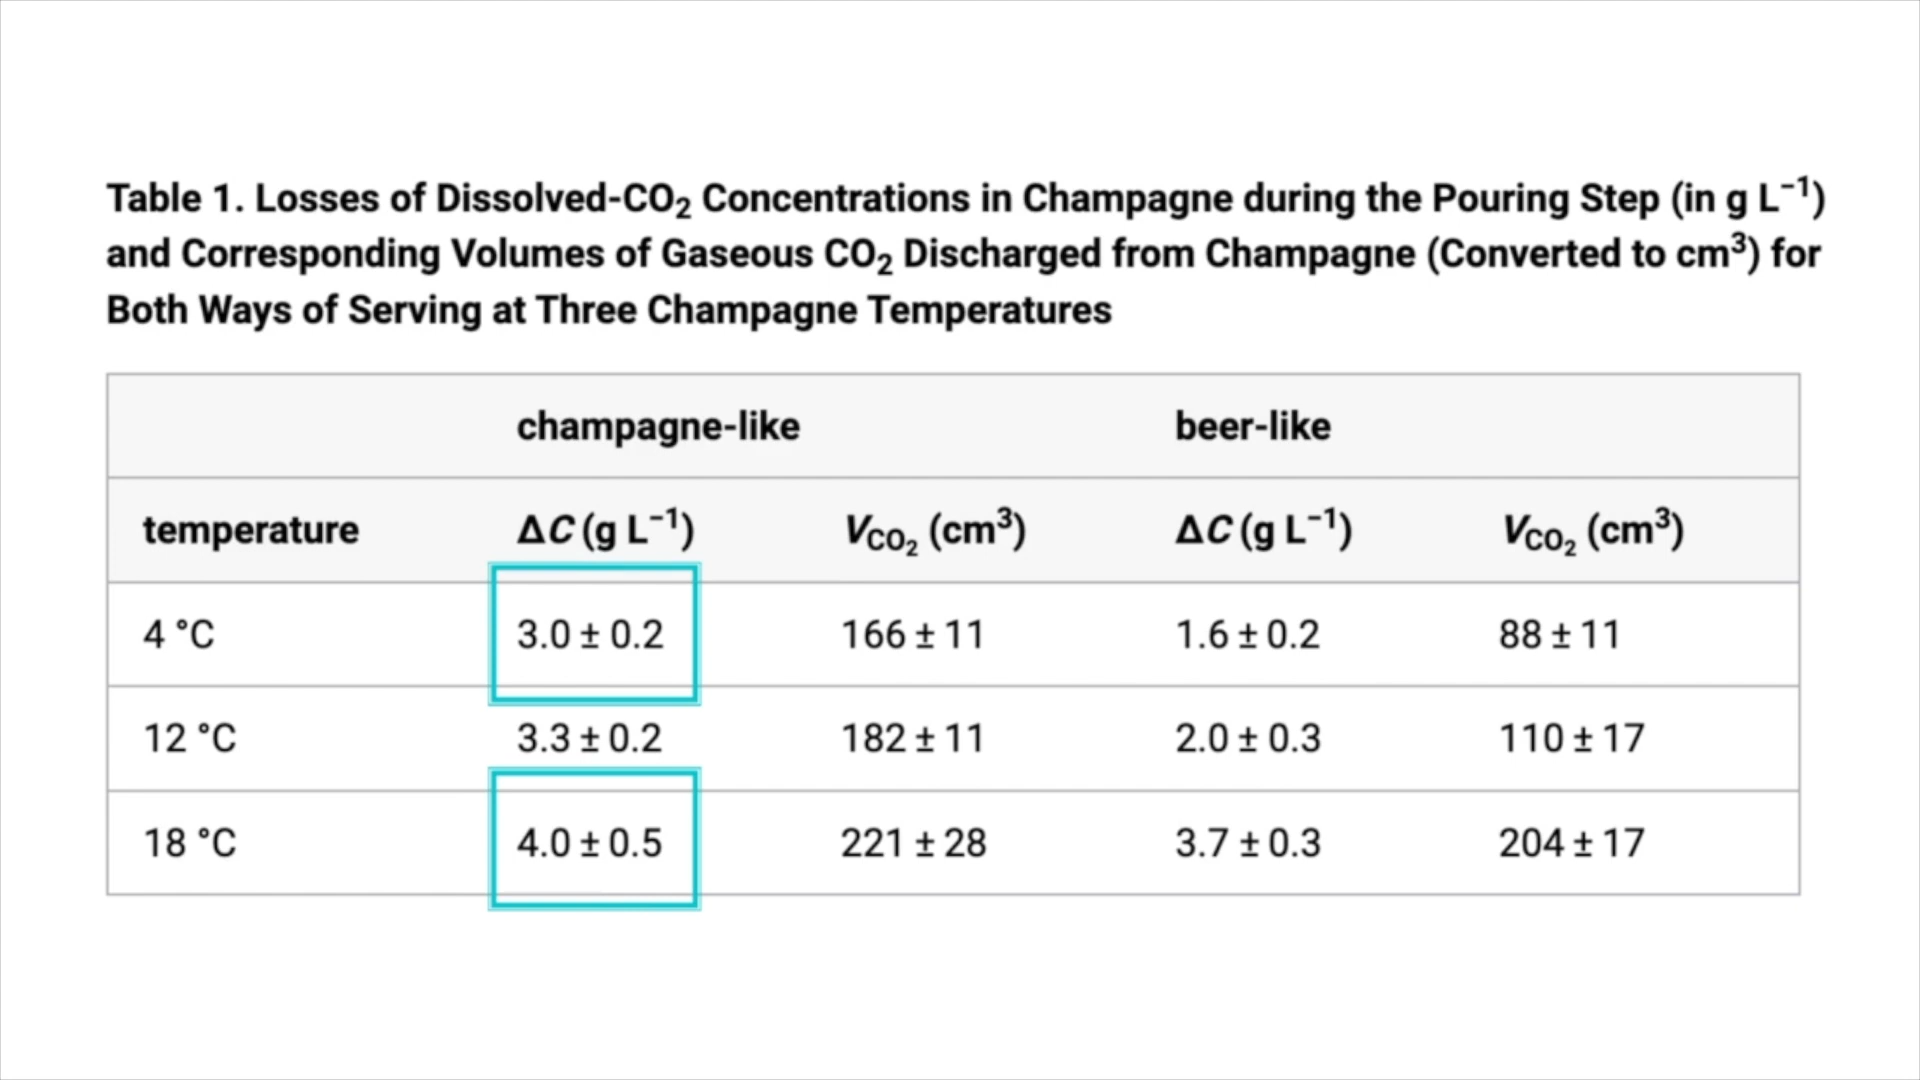 Table 1. Losses of Dissolved-CO₂ Concentrations in Champagne during the Pouring Step (in g L⁻¹)
and Corresponding Volumes of Gaseous CO₂ Discharged from Champagne (Converted to cm³) for
Both Ways of Serving at Three Champagne Temperatures
champagne-like beer-like
temperature ΔC (g L⁻¹) V_CO₂ (cm³) ΔC (g L⁻¹) V_CO₂ (cm³)
4 °C 3.0 ± 0.2 166 ± 11 1.6 ± 0.2 88 ± 11
12 °C 3.3 ± 0.2 182 ± 11 2.0 ± 0.3 110 ± 17
18 °C 4.0 ± 0.5 221 ± 28 3.7 ± 0.3 204 ± 17